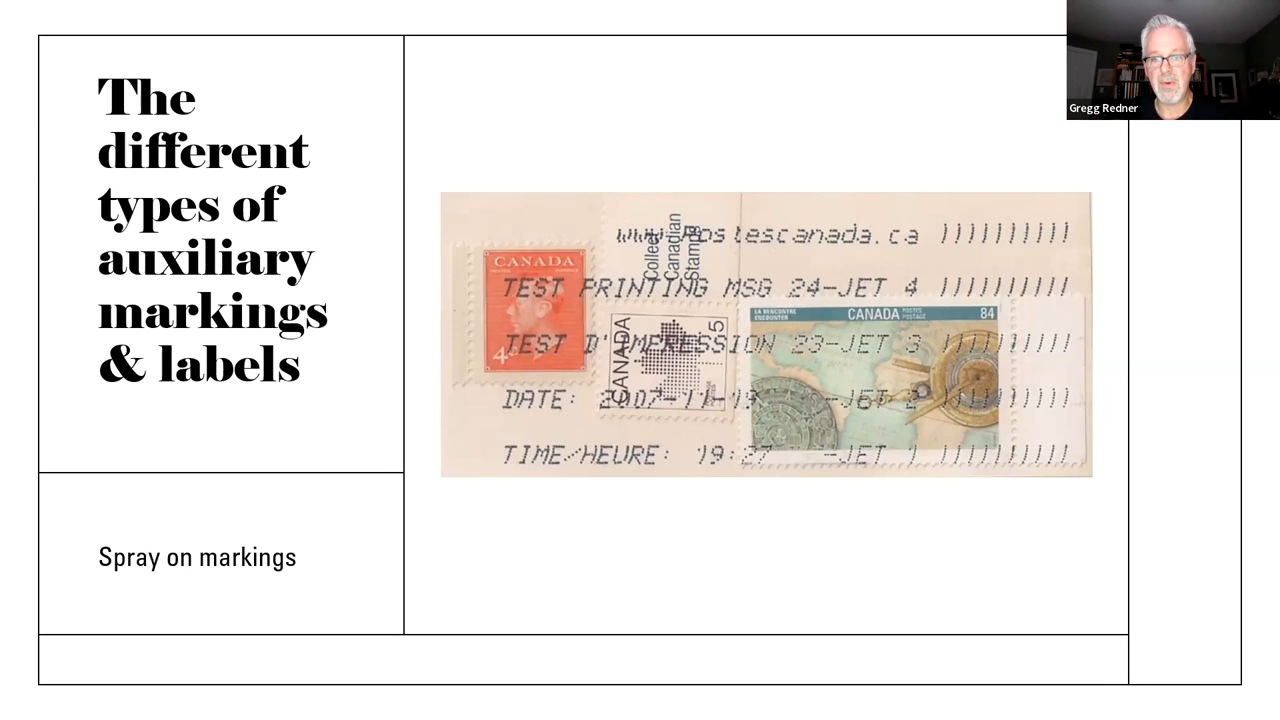 The
different
types of
auxiliary
markings
& labels
Spray on markings
Gregg Redner
www.postescanada.ca ))))))))))
TEST PRINTING MSG 24-JET 4 ))))))))))
TEST D'IMPRESSION 23-JET 3 ))))))))))
DATE: 2007-11-13 -JET 2 ))))))))))
TIME/HEURE: 19:27 -JET 1 ))))))))))
CANADA
4
Collect
Canadian
Stamps
CANADA
5
LA RENCONTRE
ENCOUNTER
CANADA POSTES
POSTAGE
84